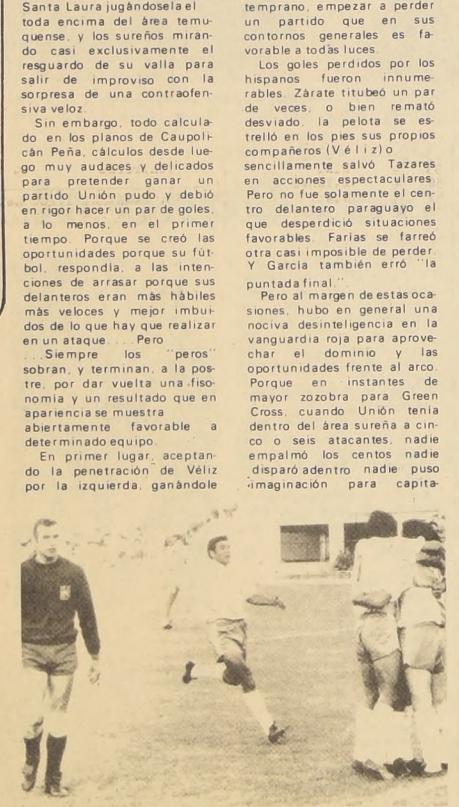 Santa Laura jugándosela el
toda encima del área temu-
quense, y los sureños miran-
do casi exclusivamente el
resguardo de su valla para
salir de improviso con la
sorpresa de una contraofen-
siva veloz.
Sin embargo, todo calcula-
do en los planos de Caupoli-
cán Peña, cálculos desde lue-
go muy audaces y delicados
para pretender ganar un
partido Unión pudo y debió
en rigor hacer un par de goles,
a lo menos, en el primer
tiempo. Porque se creó las
oportunidades porque su fút-
bol, respondía, a las inten-
ciones de arrasar porque sus
delanteros eran más hábiles
más veloces y mejor imbui-
dos de lo que hay que realizar
en un ataque. ... Pero
... Siempre los "peros"
sobran, y terminan, a la pos-
tre, por dar vuelta una fiso-
nomía y un resultado que en
apariencia se muestra
abiertamente favorable a
determinado equipo.
En primer lugar, aceptan-
do la penetración de Véliz
por la izquierda, ganándole
temprano, empezar a perder
un partido que en sus
contornos generales es fa-
vorable a todas luces.
Los goles perdidos por los
hispanos fueron innume-
rables. Zárate titubeó un par
de veces, o bien remató
desviado, la pelota se es-
trelló en los pies sus propios
compañeros (Véliz) o
sencillamente salvó Tazares
en acciones espectaculares.
Pero no fue solamente el cen-
tro delantero paraguayo el
que desperdició situaciones
favorables. Farías se farreó
otra casi imposible de perder.
Y García también erró "la
puntada final."
Pero al margen de estas oca-
siones, hubo en general una
nociva desinteligencia en la
vanguardia roja para aprove-
char el dominio y las
oportunidades frente al arco.
Porque en instantes de
mayor zozobra para Green
Cross, cuando Unión tenía
dentro del área sureña a cin-
co o seis atacantes, nadie
empalmó los centos nadie
disparó adentro nadie puso
imaginación para capita-